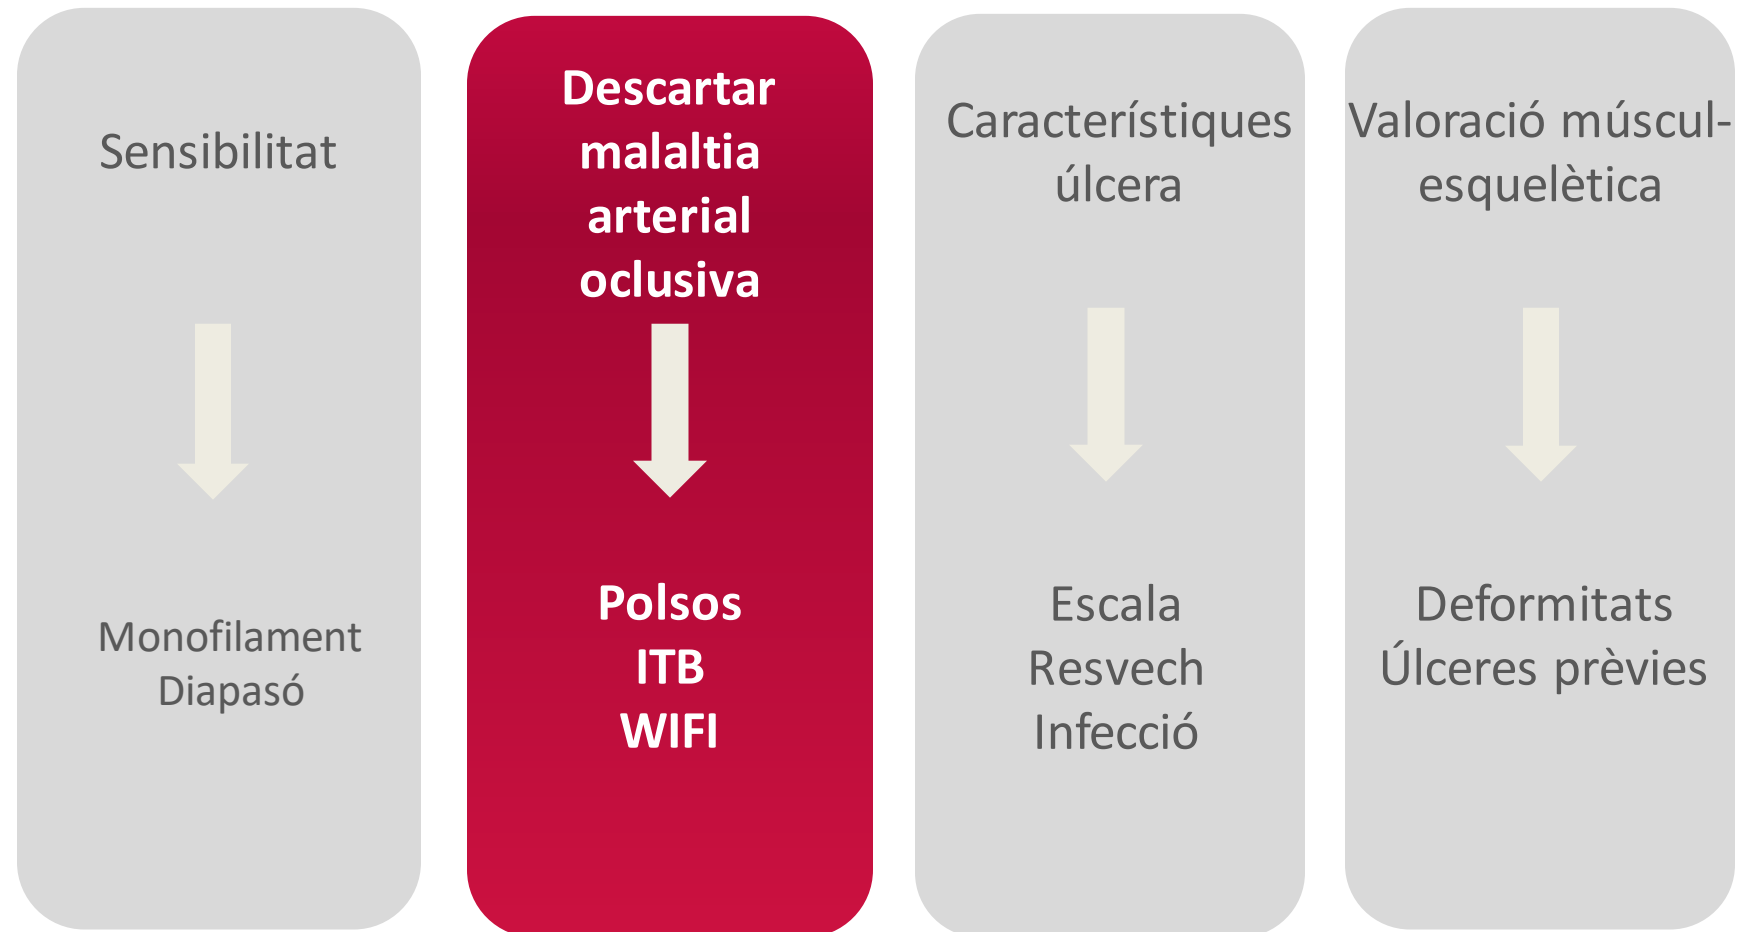 Sensibilitat
Monofilament
Diapasó
Descartar
malaltia
arterial
oclusiva
Polsos
ITB
WIFI
Característiques
úlcera
Escala
Resvech
Infecció
Valoració múscul-
esquelètica
Deformitats
Úlceres prèvies